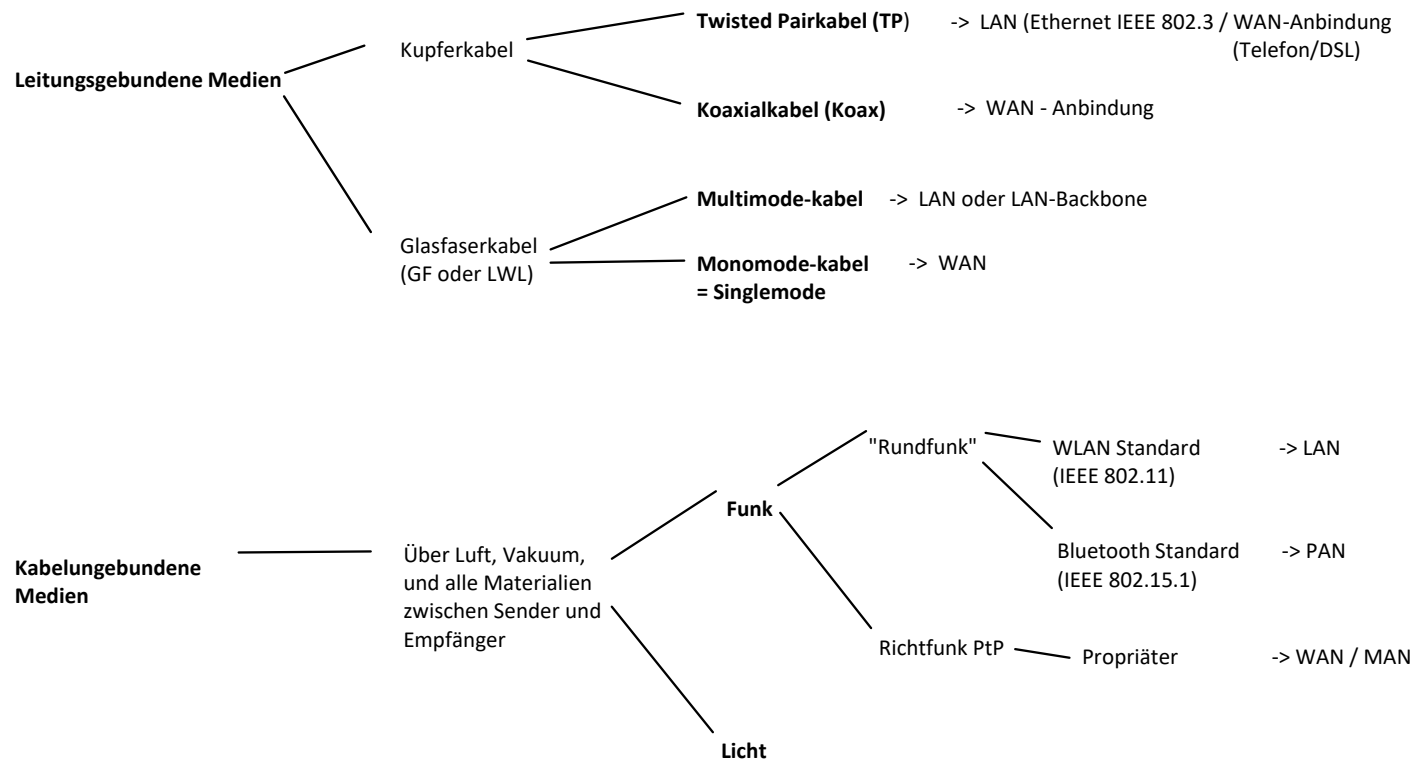 Twisted Pairkabel (TP) -> LAN (Ethernet IEEE 802.3 / WAN-Anbindung
(Telefon/DSL)
Kupferkabel
Leitungsgebundene Medien
Koaxialkabel (Koax) -> WAN - Anbindung
Multimode-kabel -> LAN oder LAN-Backbone
Glasfaserkabel
(GF oder LWL)
Monomode-kabel -> WAN
= Singlemode
"Rundfunk"
WLAN Standard -> LAN
(IEEE 802.11)
Funk
Bluetooth Standard -> PAN
(IEEE 802.15.1)
Kabelungebundene
Medien
Über Luft, Vakuum,
und alle Materialien
zwischen Sender und
Empfänger
Richtfunk PtP
Propriäter -> WAN / MAN
Licht